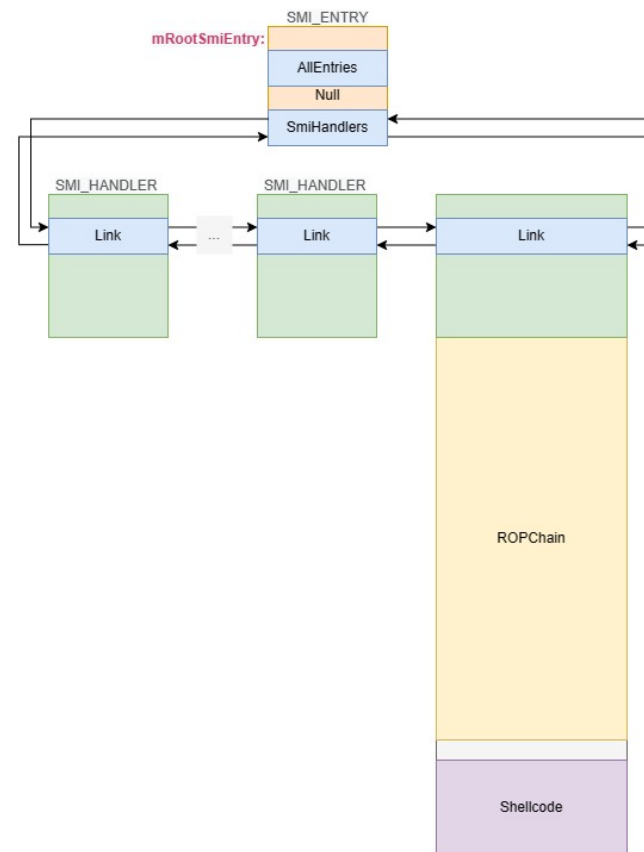 SMI_ENTRY
mRootSmiEntry:
AllEntries
Null
SmiHandlers
SMI_HANDLER
SMI_HANDLER
Link
...
Link
Link
ROPChain
Shellcode